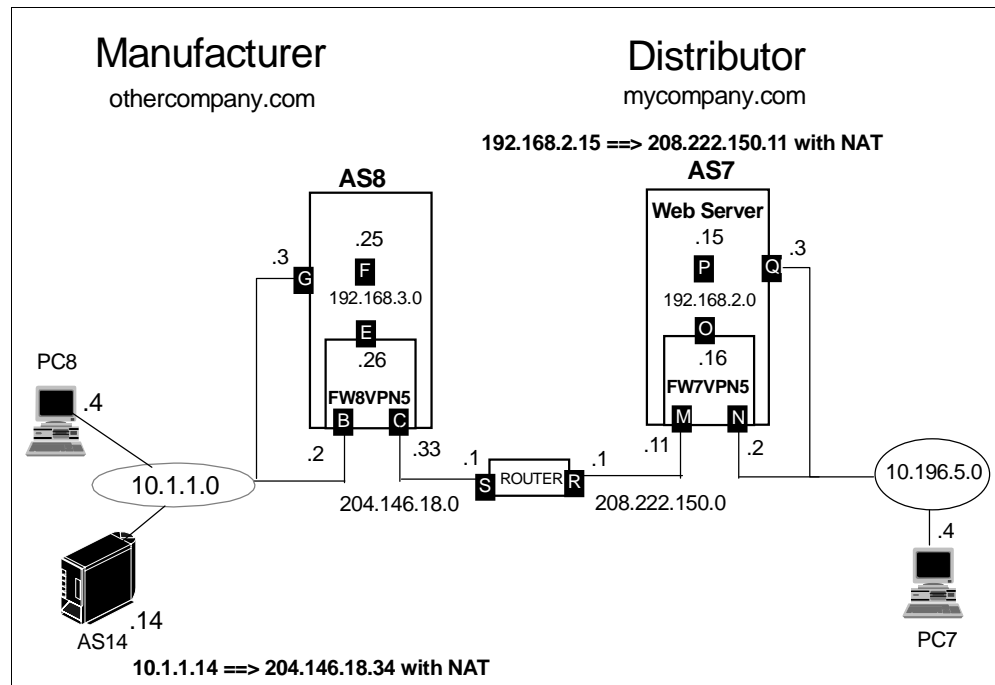 Manufacturer
othercompany.com
Distributor
mycompany.com
192.168.2.15 ==> 208.222.150.11 with NAT
AS8
AS7
Web Server
.25
.15
.3
G
F
P
Q
.3
192.168.3.0
192.168.2.0
E
O
.26
.16
PC8
FW8VPN5
FW7VPN5
.4
B
C
M
N
.2
.33
.1
.1
.11
.2
S
ROUTER
R
10.1.1.0
204.146.18.0
208.222.150.0
10.196.5.0
.4
AS14
.14
PC7
10.1.1.14 ==> 204.146.18.34 with NAT